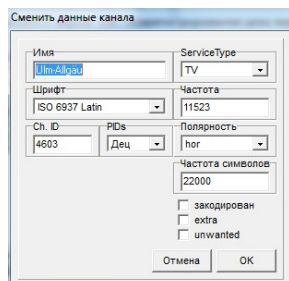 Сменить данные канала
Имя
Ulm-Allgau
ServiceType
TV
Шрифт
ISO 6937 Latin
Частота
11523
Ch. ID
4603
PIDs
Дец
Полярность
hor
Частота символов
22000
закодирован
extra
unwanted
Отмена
OK